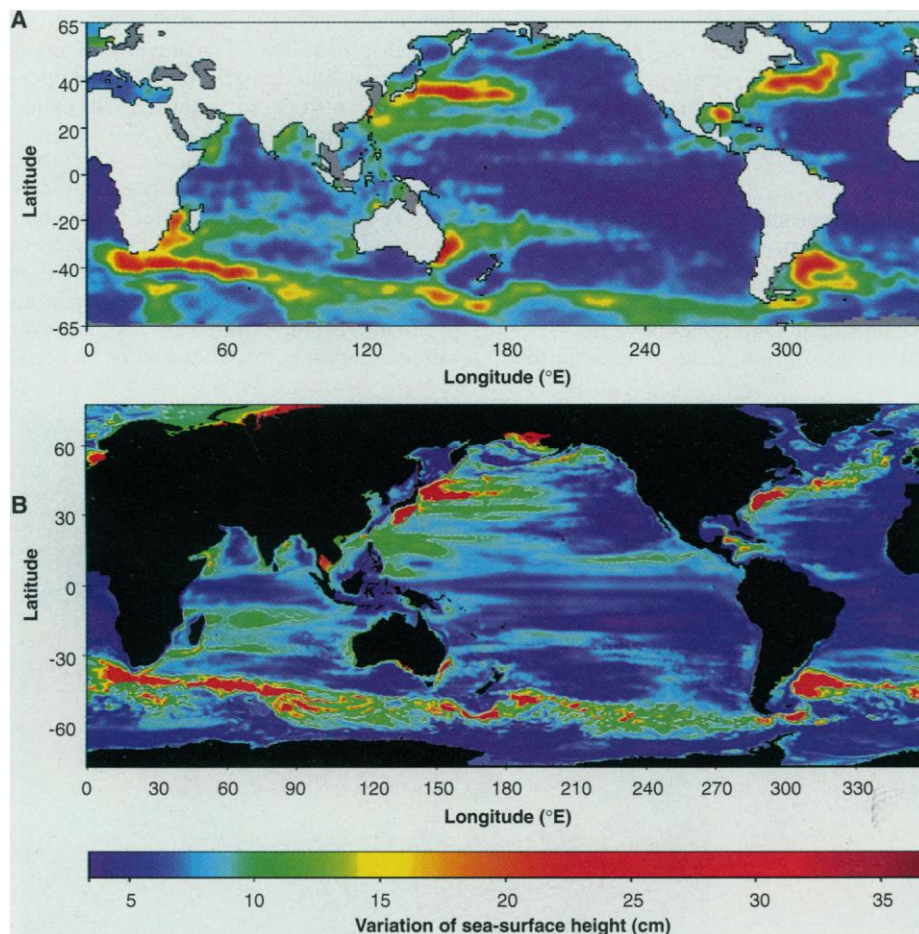 A
65
40
20
0
-20
-40
-65
Latitude
0 60 120 180 240 300
Longitude (°E)
B
60
30
0
-30
-60
Latitude
0 30 60 90 120 150 180 210 240 270 300 330
Longitude (°E)
5 10 15 20 25 30 35
Variation of sea-surface height (cm)